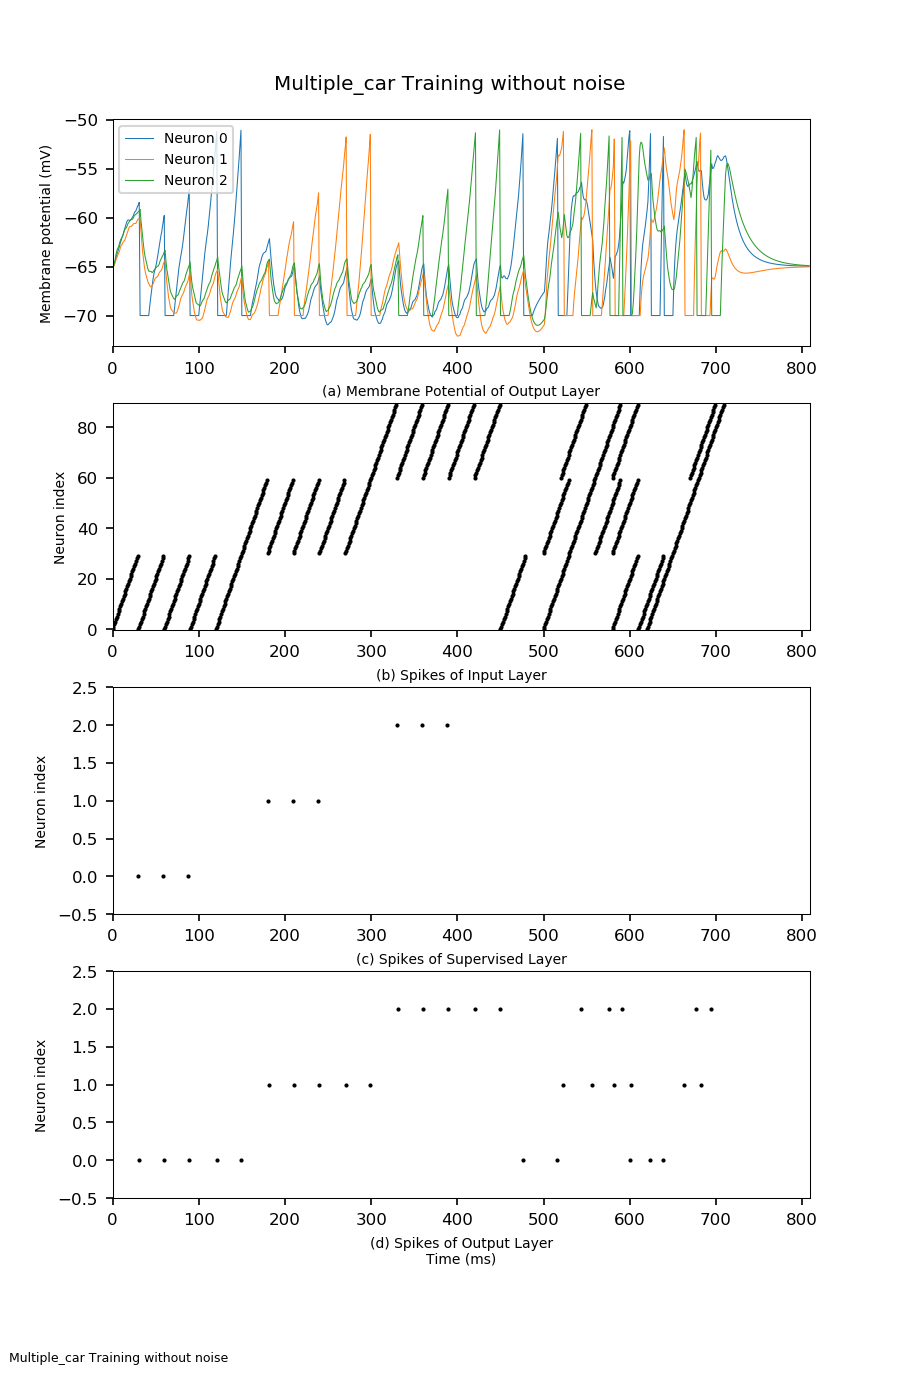 Multiple_car Training without noise
Membrane potential (mV)
−50
−55
−60
−65
−70
Neuron 0
Neuron 1
Neuron 2
0 100 200 300 400 500 600 700 800
(a) Membrane Potential of Output Layer
Neuron index
80
60
40
20
0
0 100 200 300 400 500 600 700 800
(b) Spikes of Input Layer
Neuron index
2.5
2.0
1.5
1.0
0.5
0.0
−0.5
0 100 200 300 400 500 600 700 800
(c) Spikes of Supervised Layer
Neuron index
2.5
2.0
1.5
1.0
0.5
0.0
−0.5
0 100 200 300 400 500 600 700 800
(d) Spikes of Output Layer
Time (ms)
Multiple_car Training without noise